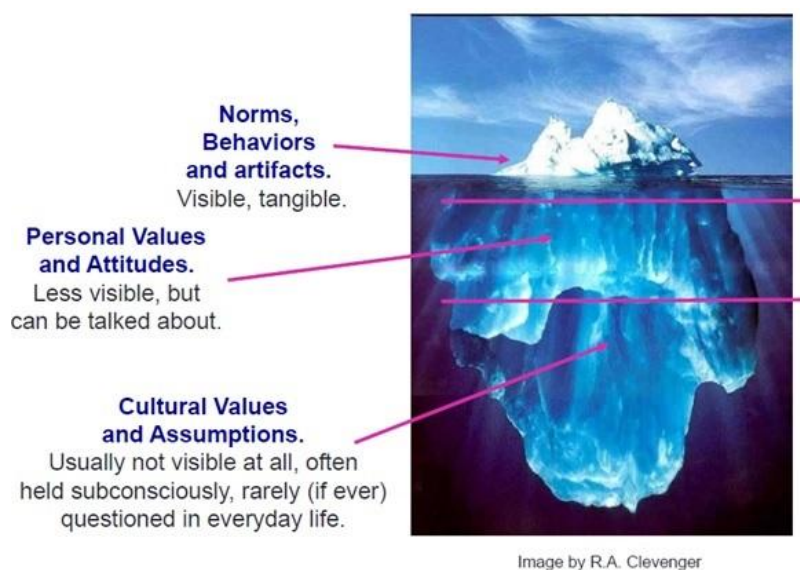 Norms,
Behaviors
and artifacts.
Visible, tangible.
Personal Values
and Attitudes.
Less visible, but
can be talked about.
Cultural Values
and Assumptions.
Usually not visible at all, often
held subconsciously, rarely (if ever)
questioned in everyday life.
Image by R.A. Clevenger